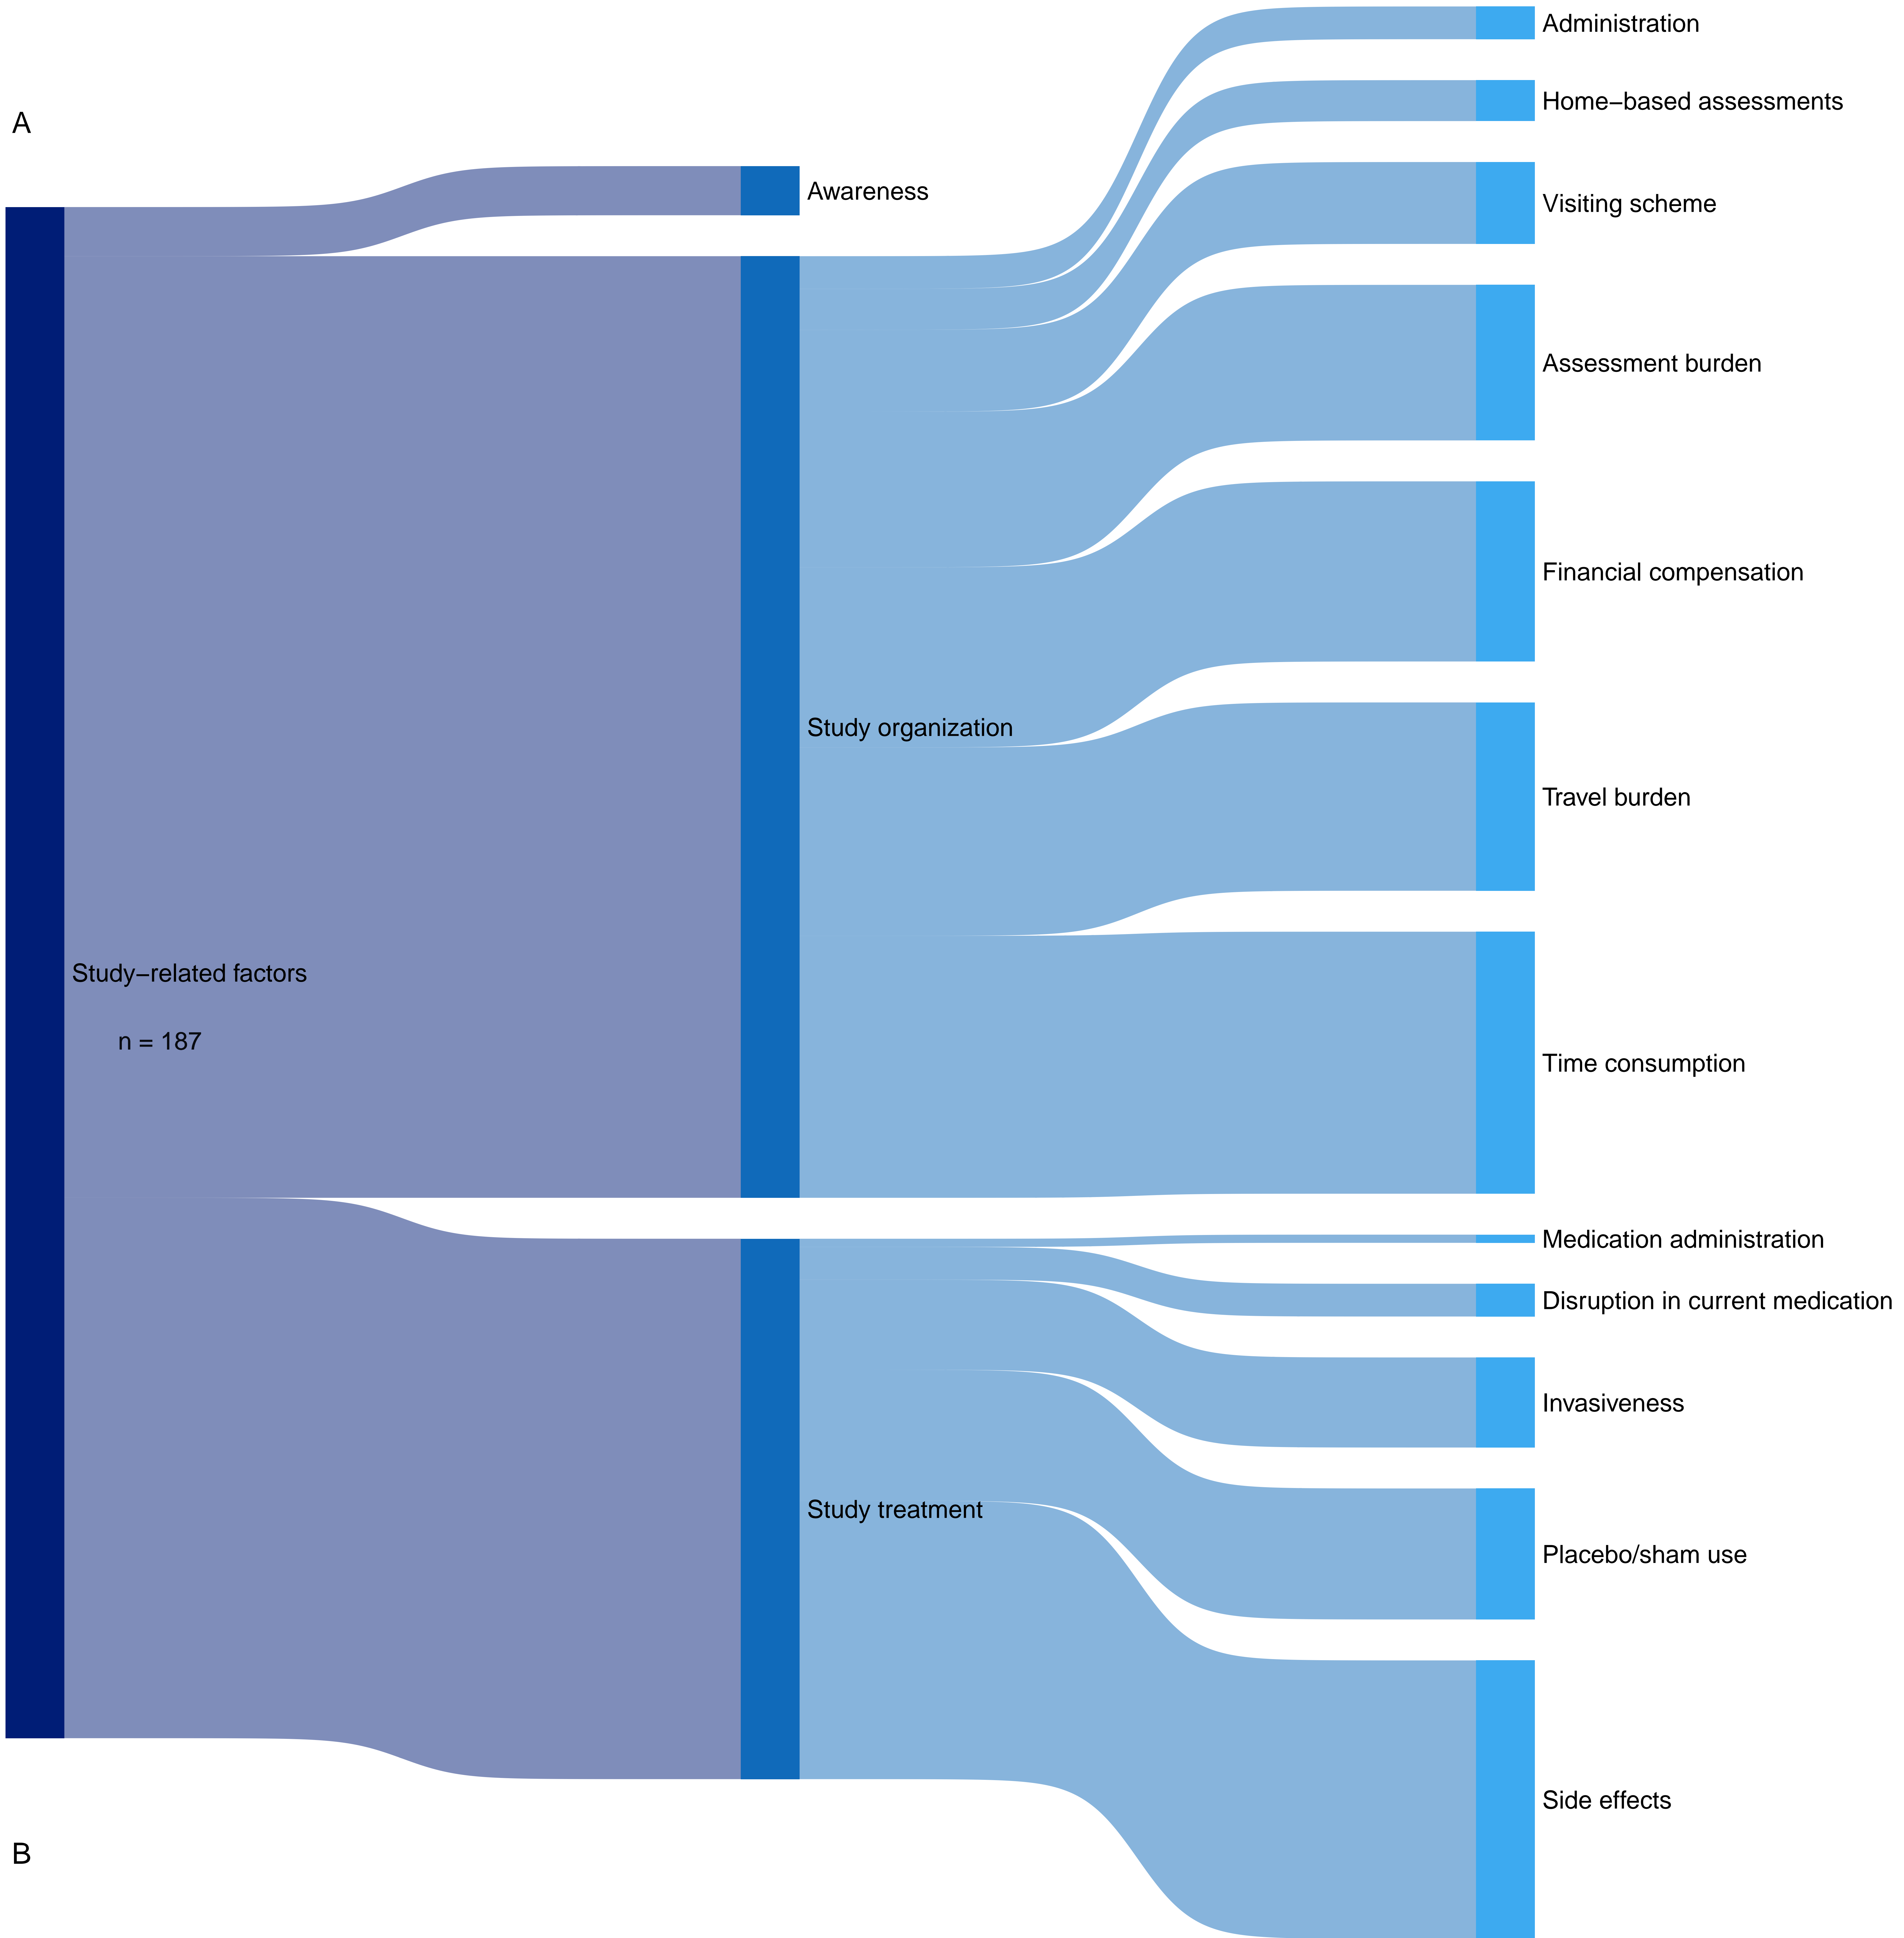 A
Study−related factors
n = 187
Awareness
Study organization
Study treatment
Administration
Home−based assessments
Visiting scheme
Assessment burden
Financial compensation
Travel burden
Time consumption
Medication administration
Disruption in current medication
Invasiveness
Placebo/sham use
Side effects
B